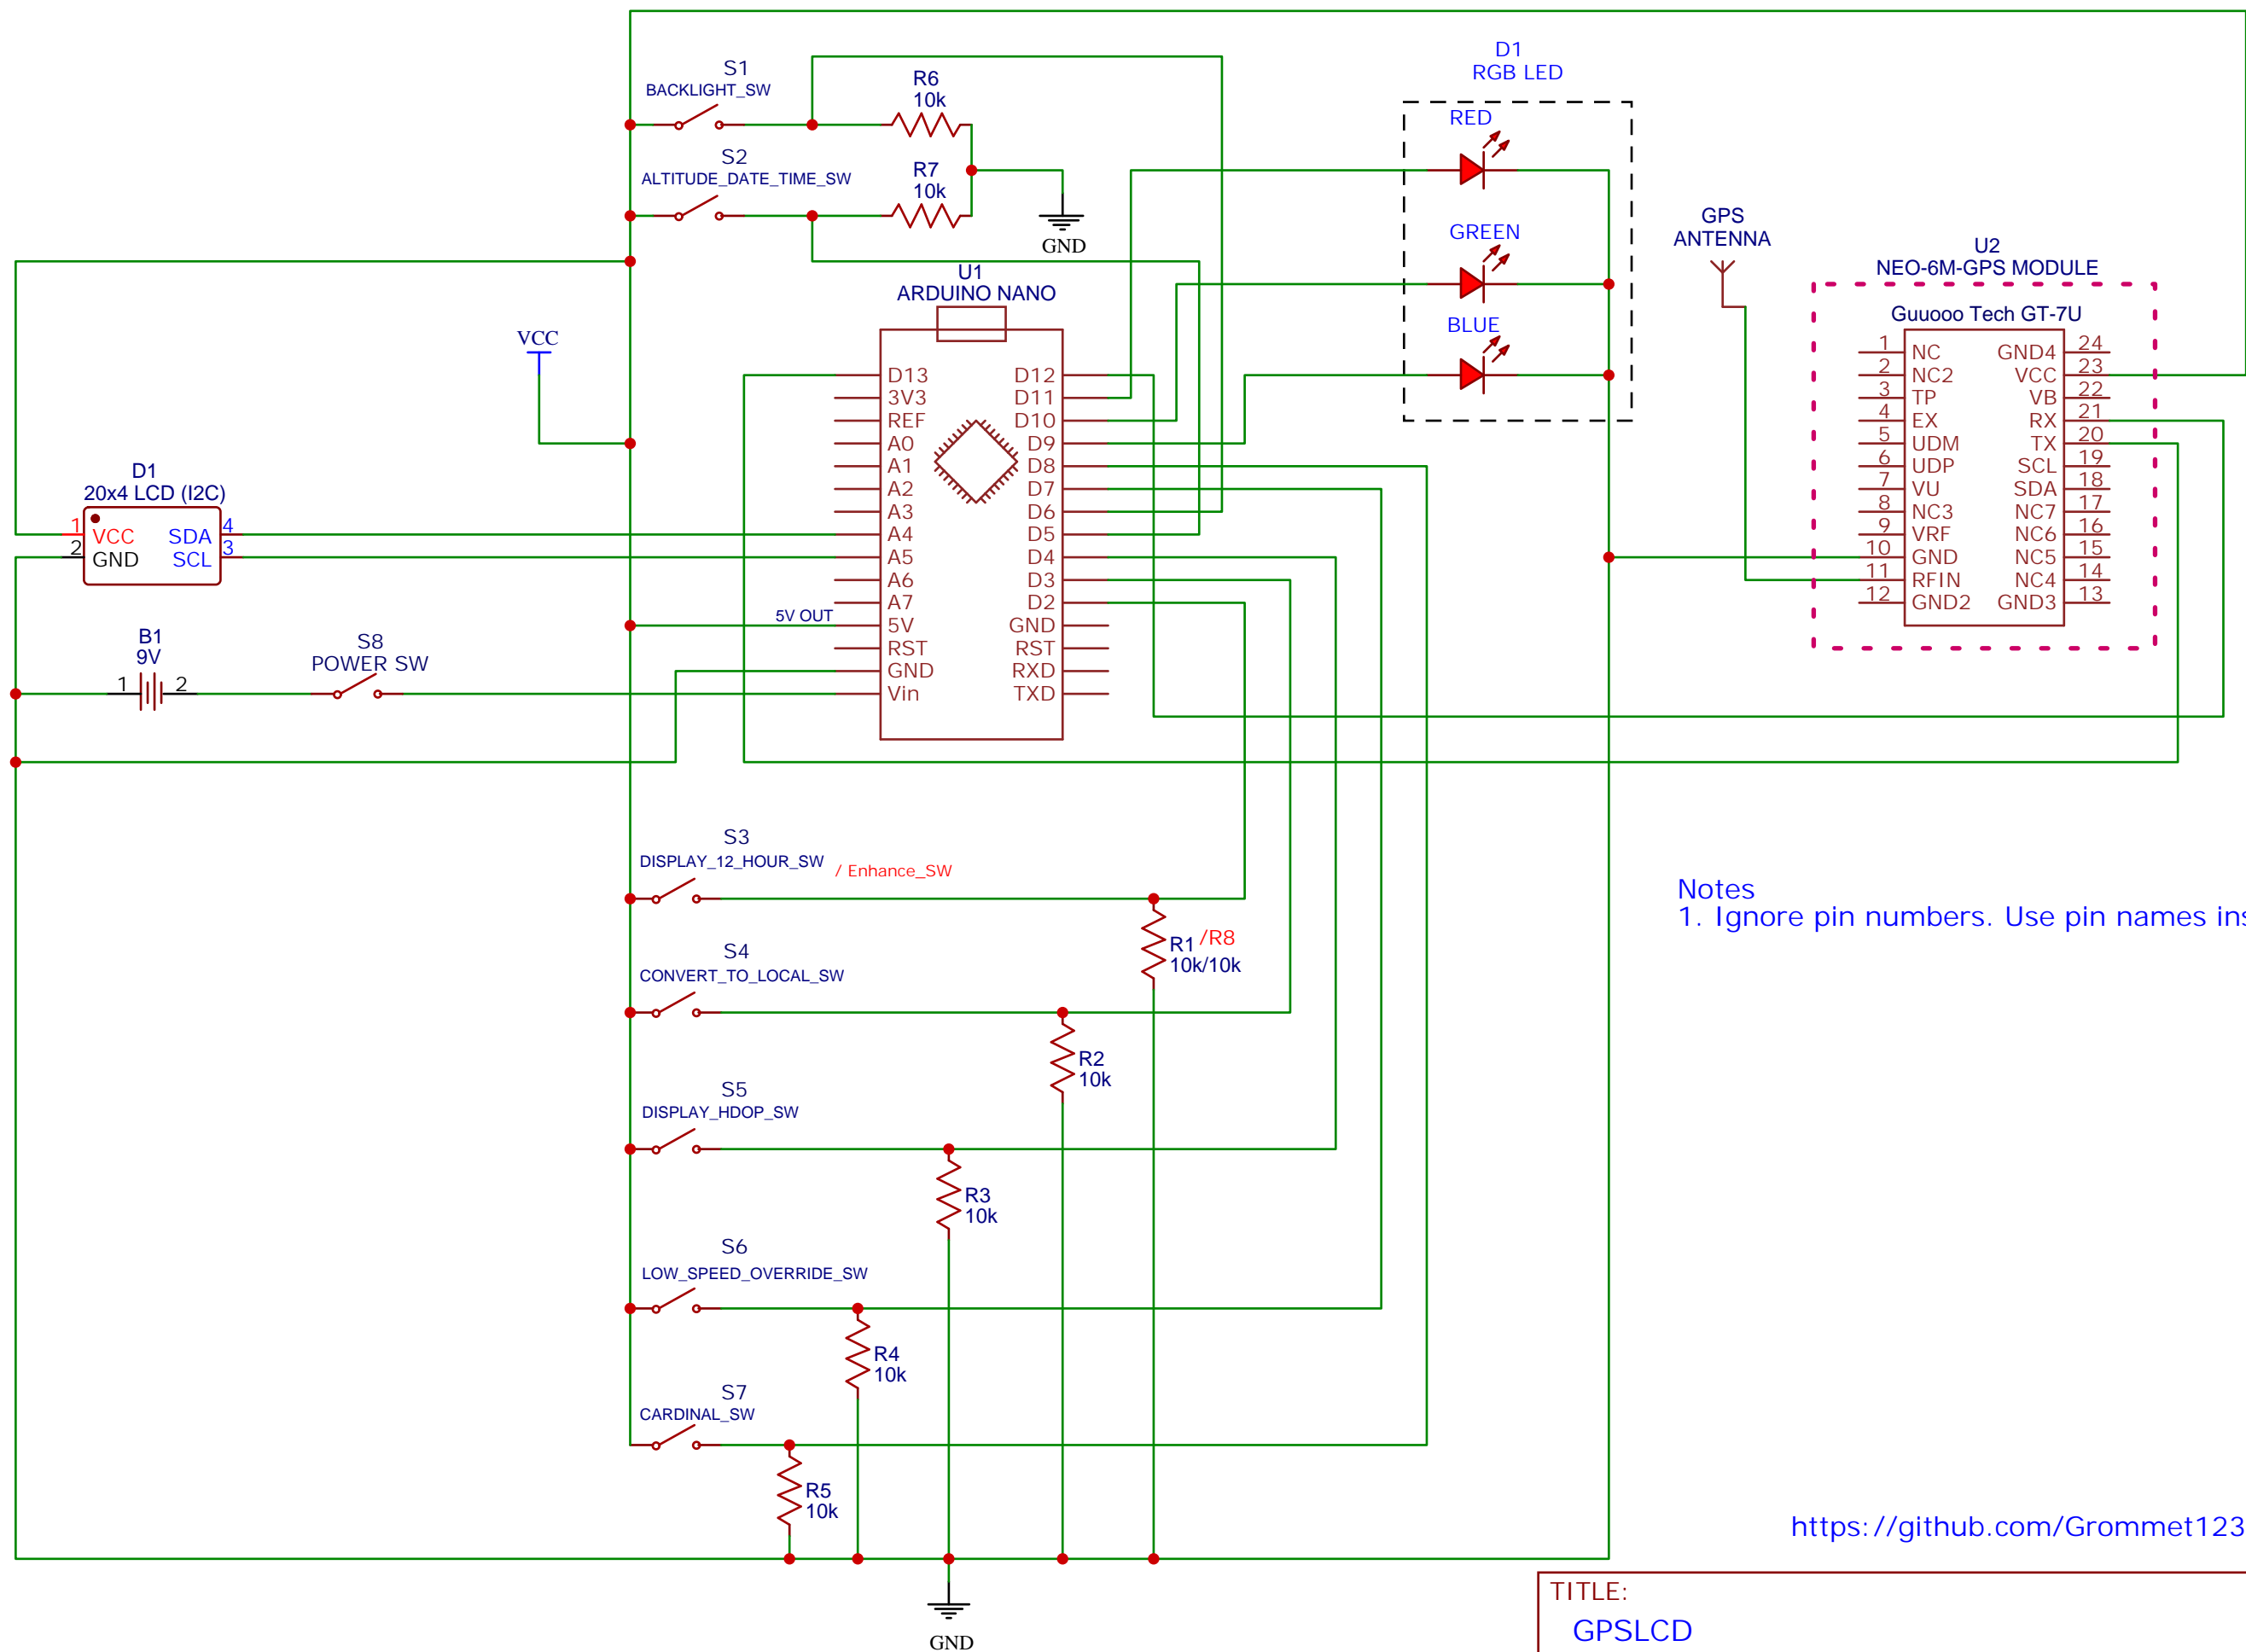 S1
BACKLIGHT_SW
R6
10k
S2
ALTITUDE_DATE_TIME_SW
R7
10k
GND
D1
RGB LED
RED
GREEN
BLUE
GPS
ANTENNA
U2
NEO-6M-GPS MODULE
Guuooo Tech GT-7U
1 NC GND4 24
2 NC2 VCC 23
3 TP VB 22
4 EX RX 21
5 UDM TX 20
6 UDP SCL 19
7 VU SDA 18
8 NC3 NC7 17
9 VRF NC6 16
10 GND NC5 15
11 RFIN NC4 14
12 GND2 GND3 13
U1
ARDUINO NANO
D13 D12
3V3 D11
REF D10
A0 D9
A1 D8
A2 D7
A3 D6
A4 D5
A5 D4
A6 D3
A7 D2
5V OUT 5V GND
RST RST
GND RXD
Vin TXD
VCC
D1
20x4 LCD (I2C)
1 VCC SDA 4
2 GND SCL 3
B1
9V
1 2
S8
POWER SW
S3
DISPLAY_12_HOUR_SW / Enhance_SW
R1 /R8
10k/10k
S4
CONVERT_TO_LOCAL_SW
R2
10k
S5
DISPLAY_HDOP_SW
R3
10k
S6
LOW_SPEED_OVERRIDE_SW
R4
10k
S7
CARDINAL_SW
R5
10k
GND
Notes
1. Ignore pin numbers. Use pin names
https://github.com/Grommet123
TITLE:
GPSLCD